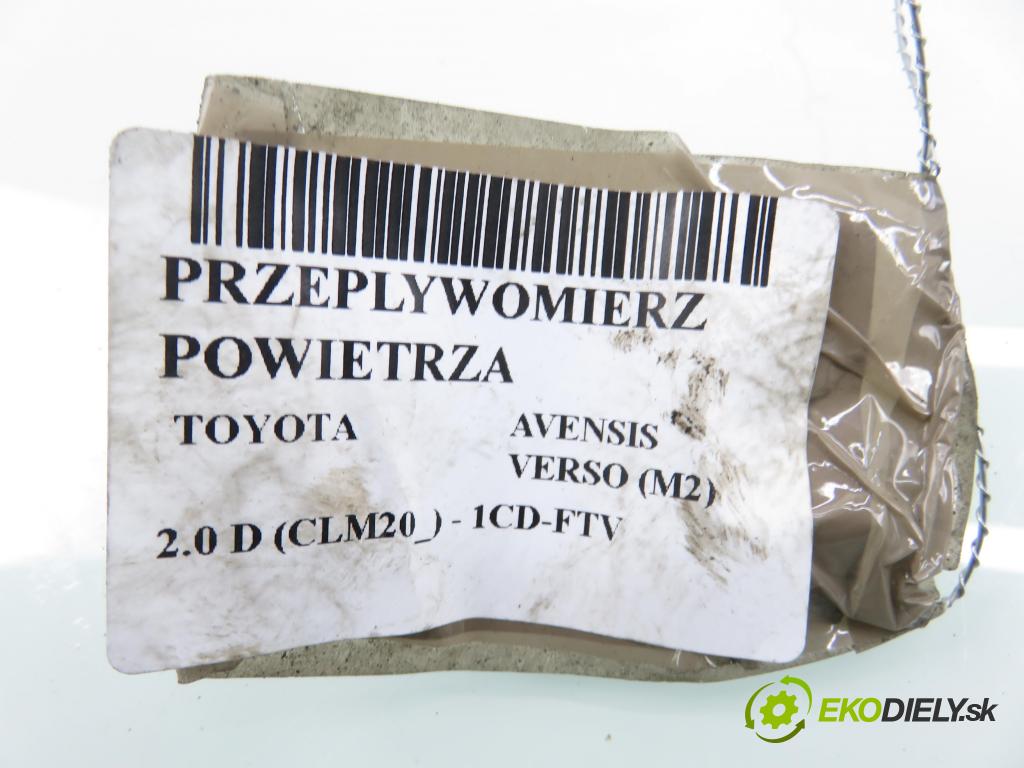 PRZEPLYWOMIERZ
POWIETRZA
TOYOTA AVENSIS
VERSO (M2)
2.0 D (CLM20_) - 1CD-FTV
EKODIELY.sk